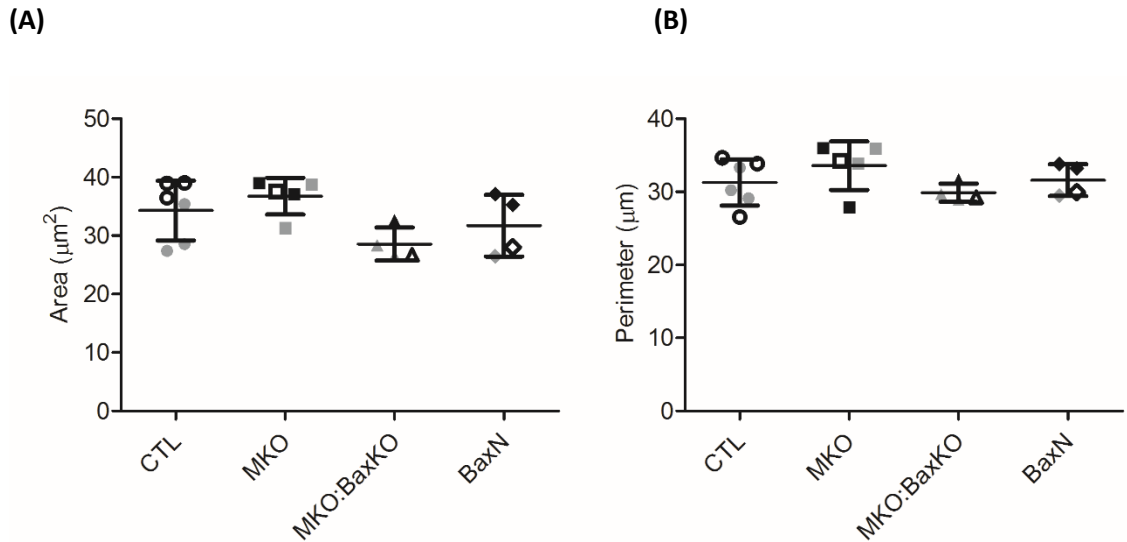 (A)
(B)
Area (μm²)
50
40
30
20
10
0
CTL
MKO
MKO:BaxKO
BaxN
Perimeter (μm)
40
30
20
10
0
CTL
MKO
MKO:BaxKO
BaxN